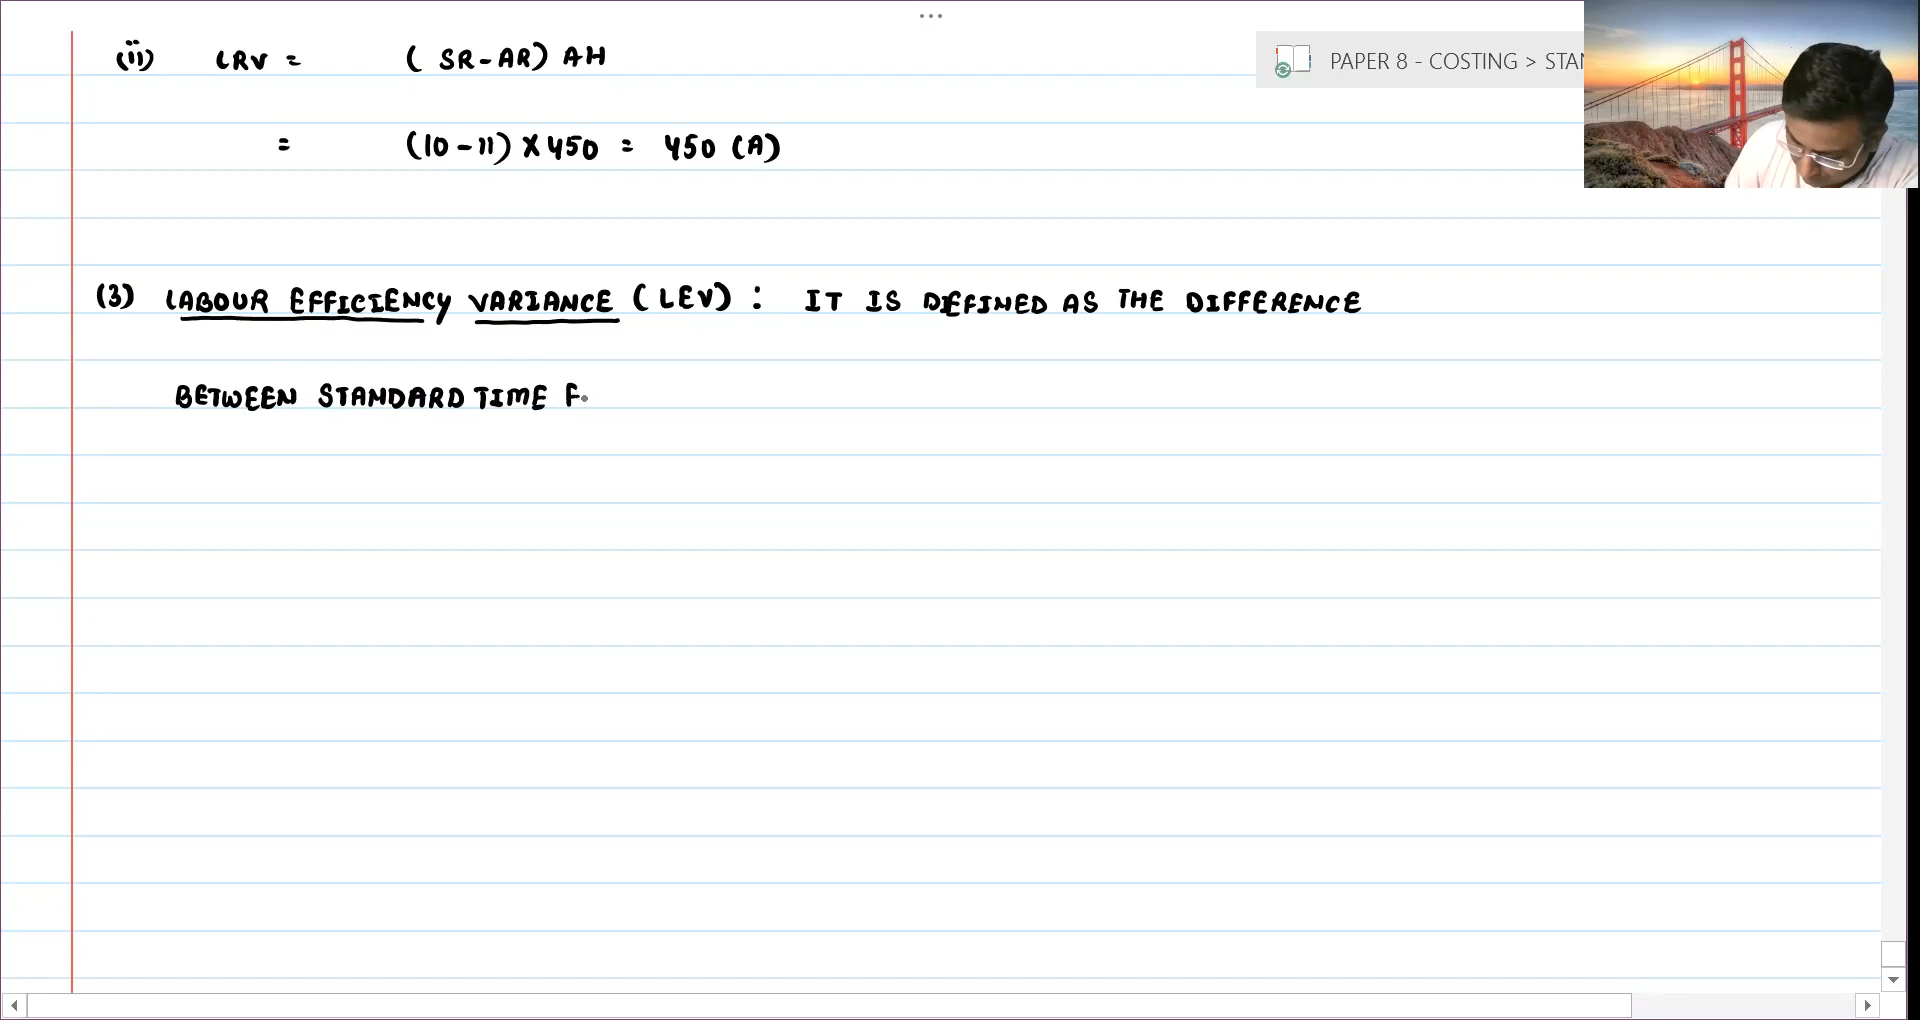 (ii) LRV = (SR-AR) AH
PAPER 8 - COSTING > STAN
= (10-11) X 450 = 450 (A)
(3) LABOUR EFFICIENCY VARIANCE (LEV) : IT IS DEFINED AS THE DIFFERENCE
BETWEEN STANDARD TIME F